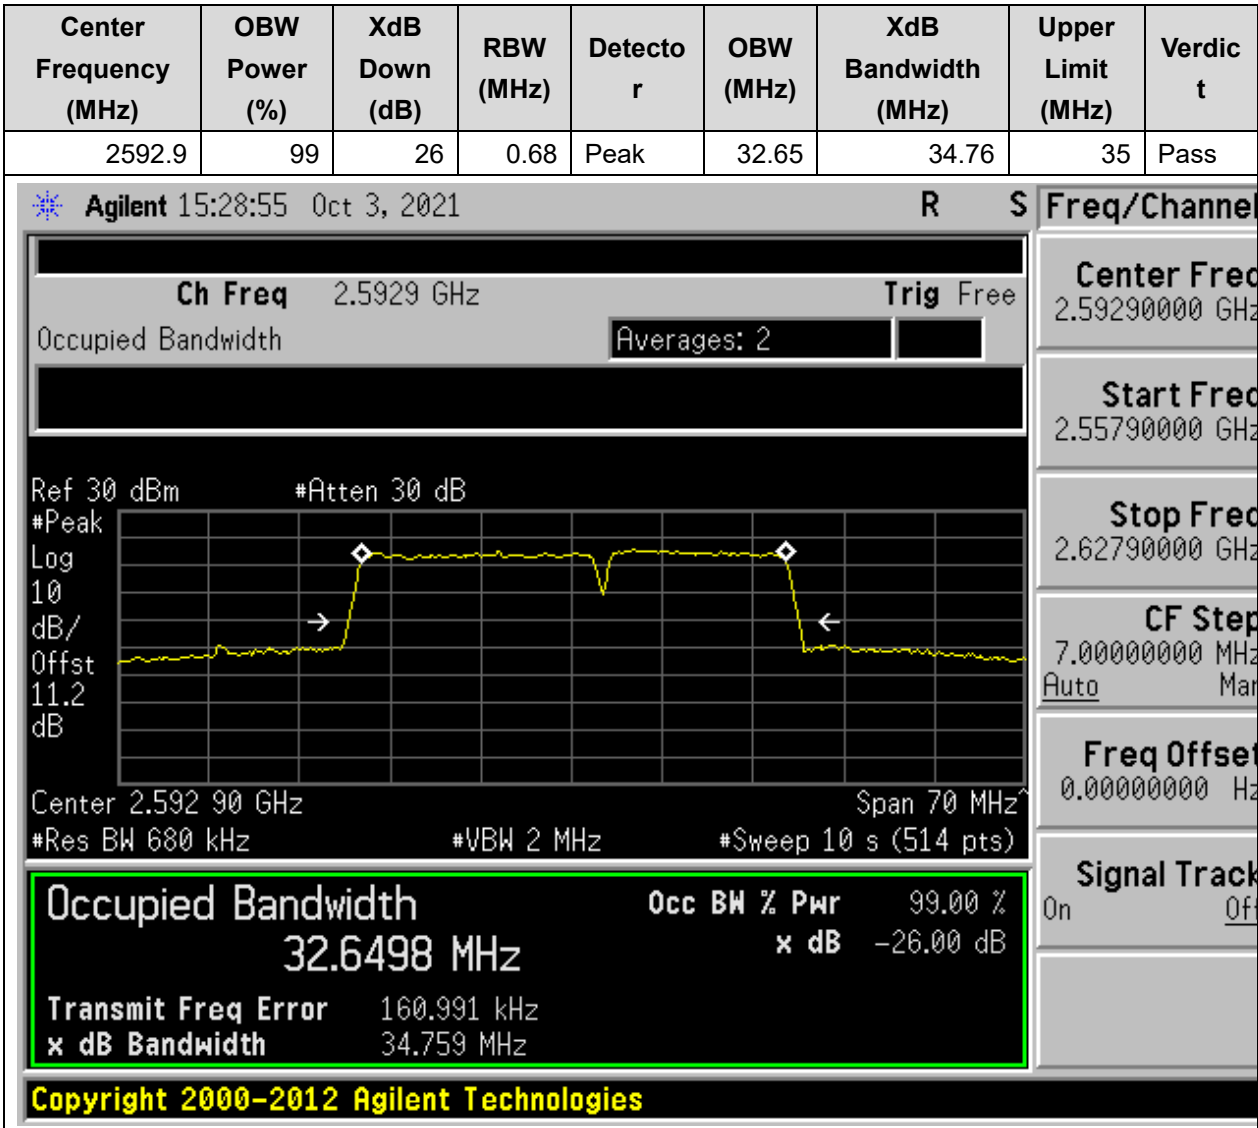 Center Frequency (MHz) OBW Power (%) XdB Down (dB) RBW (MHz) Detecto r OBW (MHz) XdB Bandwidth (MHz) Upper Limit (MHz) Verdic t
2592.9 99 26 0.68 Peak 32.65 34.76 35 Pass
Agilent 15:28:55 Oct 3, 2021 R S
Ch Freq 2.5929 GHz Trig Free
Occupied Bandwidth Averages: 2
Ref 30 dBm #Atten 30 dB
#Peak
Log
10
dB/
Offst
11.2
dB
Center 2.592 90 GHz Span 70 MHz^
#Res BW 680 kHz #VBW 2 MHz #Sweep 10 s (514 pts)
Occupied Bandwidth Occ BW % Pwr 99.00 %
32.6498 MHz x dB -26.00 dB
Transmit Freq Error 160.991 kHz
x dB Bandwidth 34.759 MHz
Copyright 2000-2012 Agilent Technologies
Freq/Channel
Center Freq
2.59290000 GHz
Start Freq
2.55790000 GHz
Stop Freq
2.62790000 GHz
CF Step
7.00000000 MHz
Auto Man
Freq Offset
0.00000000 Hz
Signal Track
On Off